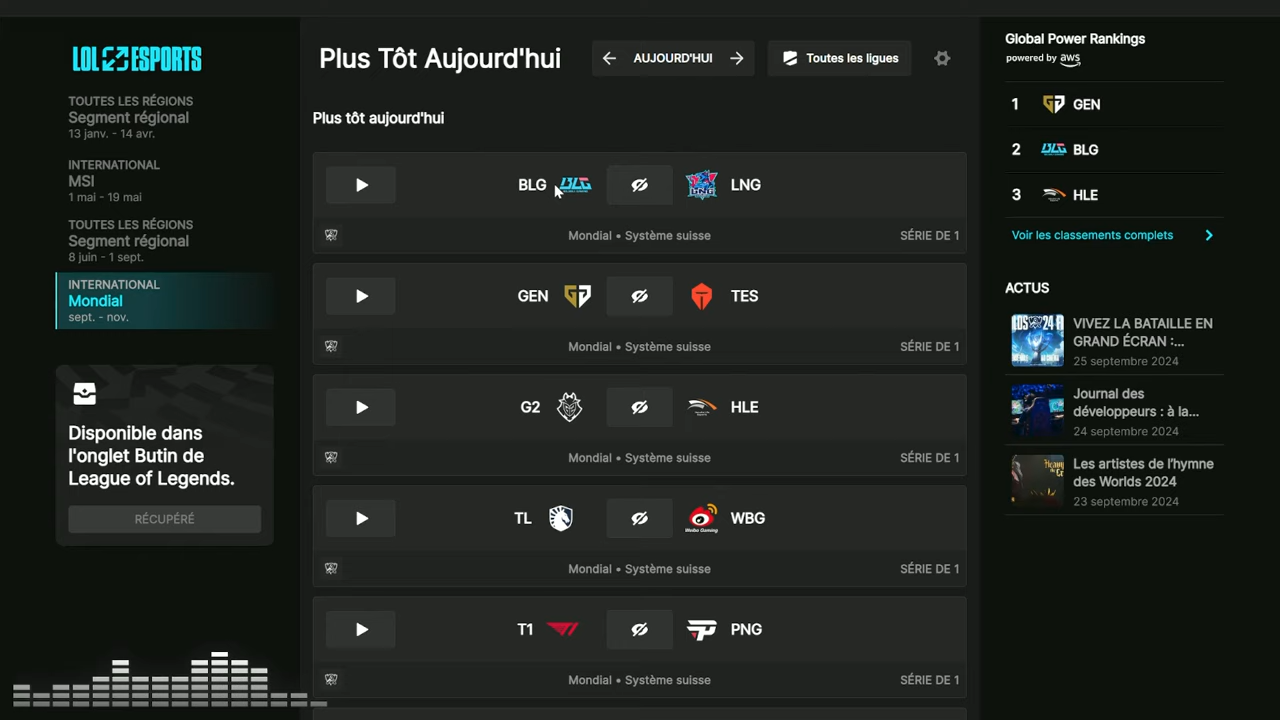 LOL ESPORTS
TOUTES LES RÉGIONS
Segment régional
13 janv. - 14 avr.
INTERNATIONAL
MSI
1 mai - 19 mai
TOUTES LES RÉGIONS
Segment régional
8 juin - 1 sept.
INTERNATIONAL
Mondial
sept. - nov.
Disponible dans
l'onglet Butin de
League of Legends.
RÉCUPÉRÉ
Plus Tôt Aujourd'hui
AUJOURD'HUI
Toutes les ligues
Plus tôt aujourd'hui
BLG BLG LNG LNG
Mondial • Système suisse SÉRIE DE 1
GEN TES
Mondial • Système suisse SÉRIE DE 1
G2 HLE
Mondial • Système suisse SÉRIE DE 1
TL Weibo Gaming WBG
Mondial • Système suisse SÉRIE DE 1
T1 PNG
Mondial • Système suisse SÉRIE DE 1
Global Power Rankings
powered by aws
1 GEN
2 BLG BLG
3 HLE
Voir les classements complets
ACTUS
VIVEZ LA BATAILLE EN
GRAND ÉCRAN :...
25 septembre 2024
Journal des
développeurs : à la...
24 septembre 2024
Les artistes de l'hymne
des Worlds 2024
23 septembre 2024